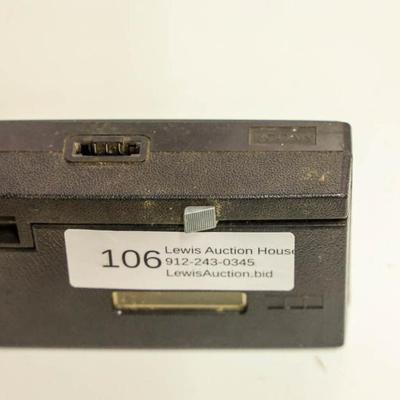 106
Lewis Auction House
912-243-0345
LewisAuction.bid